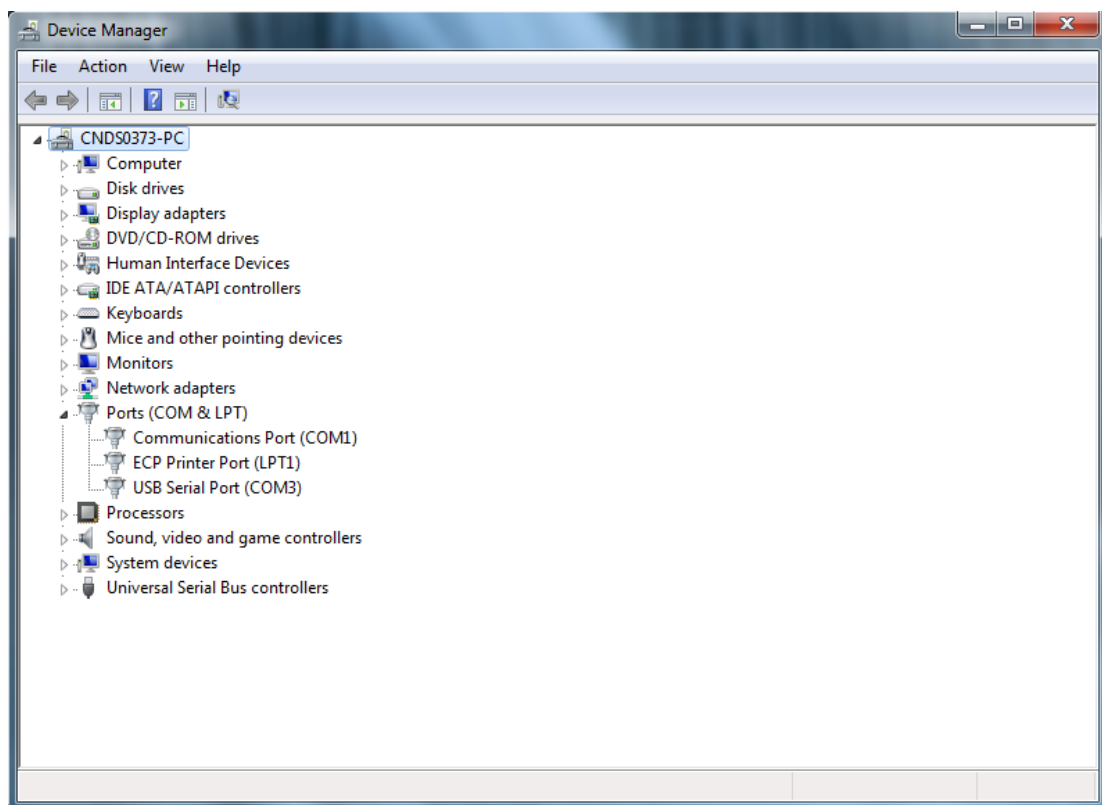 Device Manager
File Action View Help
CNDS0373-PC
Computer
Disk drives
Display adapters
DVD/CD-ROM drives
Human Interface Devices
IDE ATA/ATAPI controllers
Keyboards
Mice and other pointing devices
Monitors
Network adapters
Ports (COM & LPT)
Communications Port (COM1)
ECP Printer Port (LPT1)
USB Serial Port (COM3)
Processors
Sound, video and game controllers
System devices
Universal Serial Bus controllers